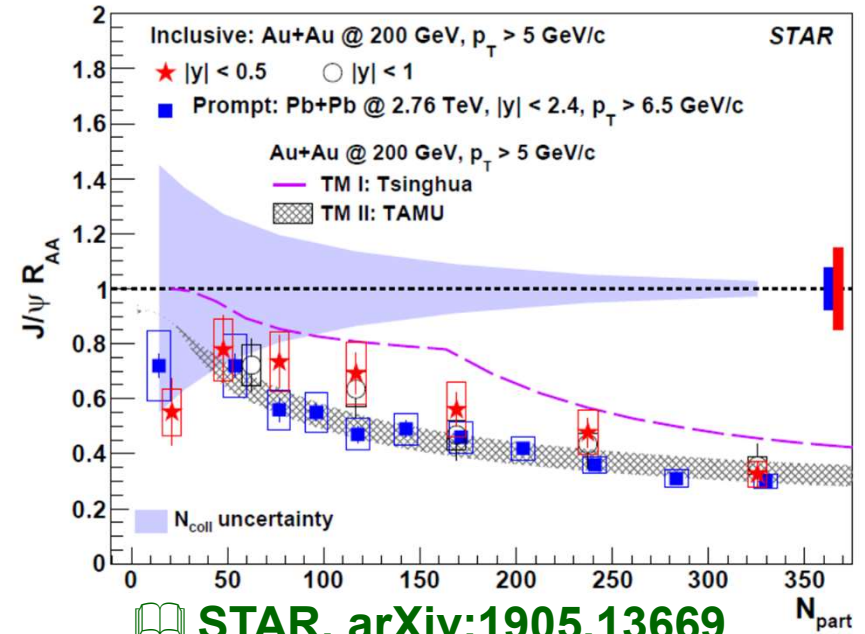 2
Inclusive: Au+Au @ 200 GeV, p_T > 5 GeV/c
STAR
1.8
|y| < 0.5
|y| < 1
Prompt: Pb+Pb @ 2.76 TeV, |y| < 2.4, p_T > 6.5 GeV/c
1.6
Au+Au @ 200 GeV, p_T > 5 GeV/c
1.4
TM I: Tsinghua
TM II: TAMU
1.2
J/ψ R_AA
1
0.8
0.6
0.4
0.2
N_coll uncertainty
0
0 50 100 150 200 250 300 350
N_part
STAR, arXiv:1905.13669